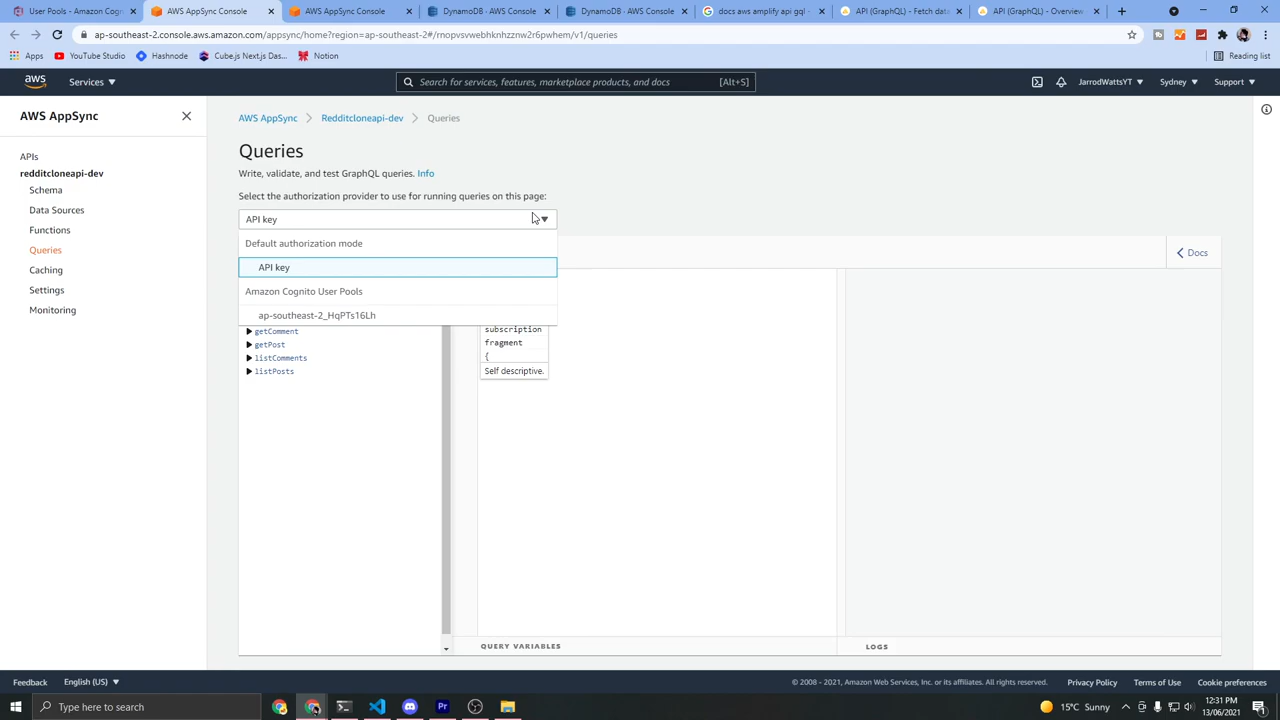 User Pools - Amazon Cognito
AWS AppSync Console
AWS AppSync Console
DynamoDB · AWS Console
DynamoDB · AWS Console
docs aws amplify api gql -
API (GraphQL) - Fetch data
API (GraphQL) - Overview
ap-southeast-2.console.aws.amazon.com/appsync/home?region=ap-southeast-2#/rnopvsvwebhknhzznw2r6pwhem/v1/queries
Apps
YouTube Studio
Hashnode
Cube.js Next.js Das...
Notion
Reading list
aws
Services
Search for services, features, marketplace products, and docs
[Alt+S]
JarrodWattsYT
Sydney
Support
AWS AppSync
APIs
redditcloneapi-dev
Schema
Data Sources
Functions
Queries
Caching
Settings
Monitoring
AWS AppSync
Redditcloneapi-dev
Queries
Queries
Write, validate, and test GraphQL queries. Info
Select the authorization provider to use for running queries on this page:
API key
Default authorization mode
API key
Amazon Cognito User Pools
ap-southeast-2_HqPTs16Lh
Docs
getComment
getPost
listComments
listPosts
subscription
fragment
{
Self descriptive.
QUERY VARIABLES
LOGS
Feedback
English (US)
© 2008 - 2021, Amazon Web Services, Inc. or its affiliates. All rights reserved.
Privacy Policy
Terms of Use
Cookie preferences
Type here to search
Pr
15°C Sunny
12:31 PM
13/06/2021